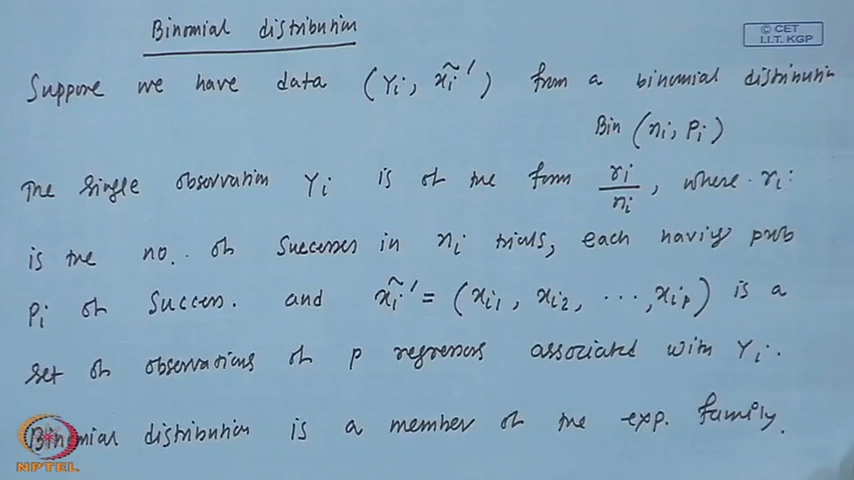 Binomial distribution
© CET
I.I.T. KGP
Suppose we have data (Yi, x̃i′) from a binomial distribution
Bin (ni, Pi)
The single observation Yi is of the form ri/ni, where ri
is the no. of successes in ni trials, each having prob
Pi of success. and x̃i′ = (xi1, xi2, ..., xip) is a
set of observations of p regressors associated with Yi.
Binomial distribution is a member of the exp. family.
NPTEL